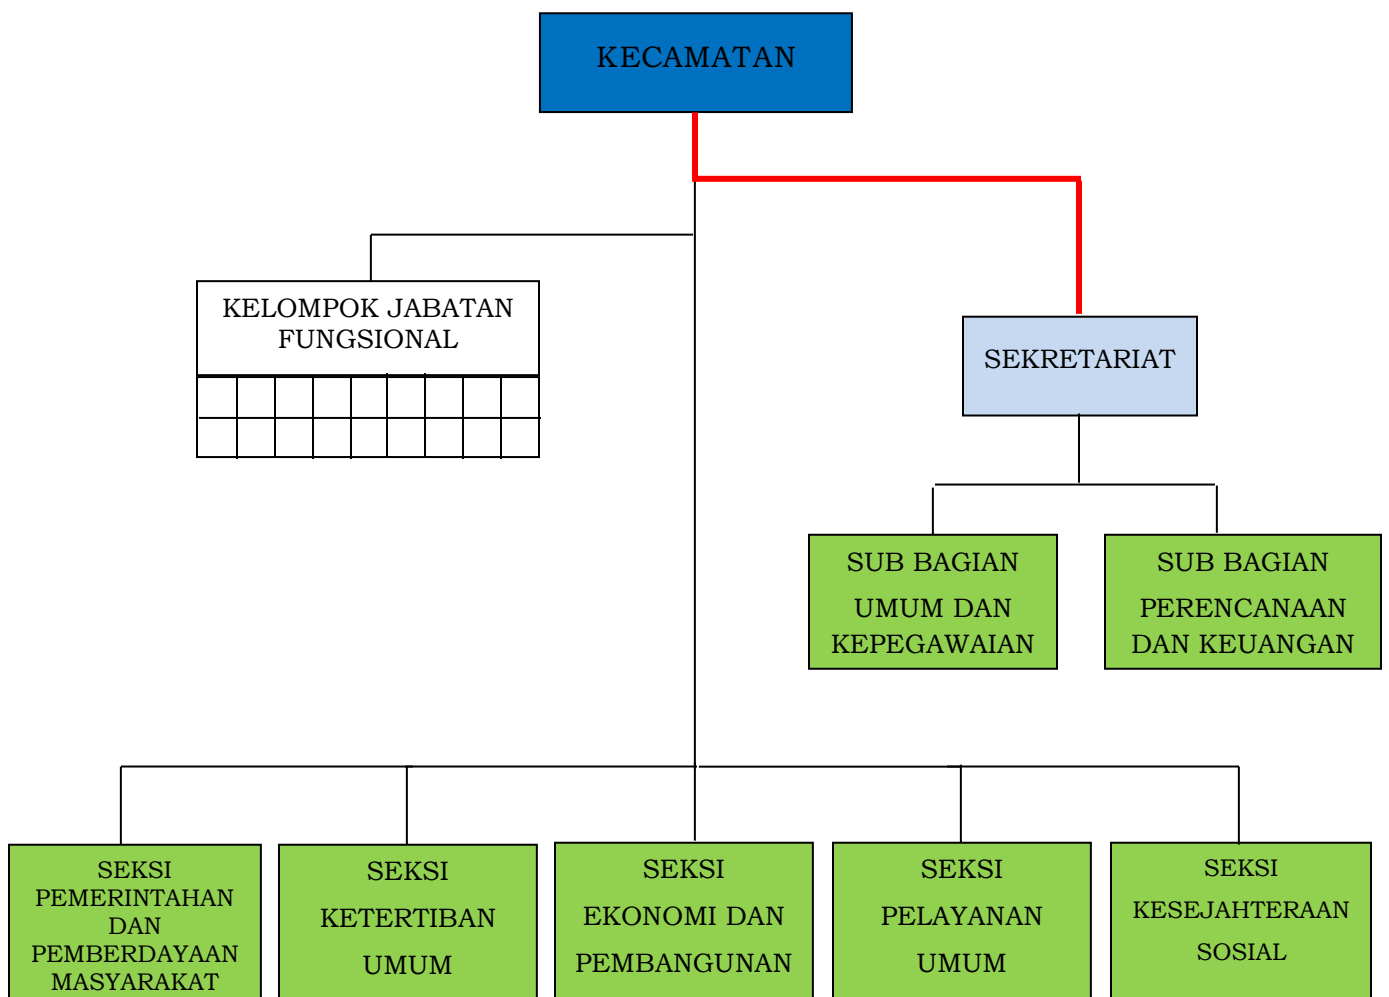 KECAMATAN
KELOMPOK JABATAN
FUNGSIONAL
SEKRETARIAT
SUB BAGIAN
UMUM DAN
KEPEGAWAIAN
SUB BAGIAN
PERENCANAAN
DAN KEUANGAN
SEKSI
PEMERINTAHAN
DAN
PEMBERDAYAAN
MASYARAKAT
SEKSI
KETERTIBAN
UMUM
SEKSI
EKONOMI DAN
PEMBANGUNAN
SEKSI
PELAYANAN
UMUM
SEKSI
KESEJAHTERAAN
SOSIAL